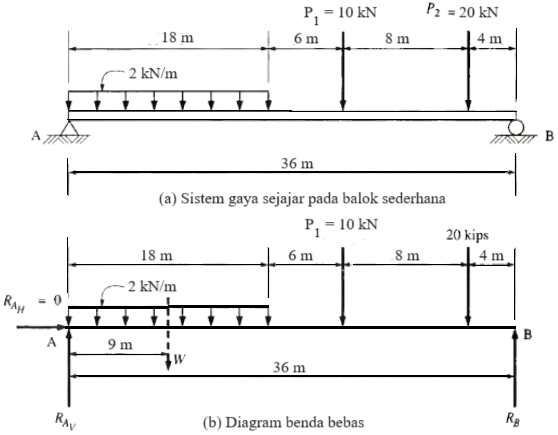 P1 = 10 kN P2 = 20 kN
18 m 6 m 8 m 4 m
2 kN/m
A B
36 m
(a) Sistem gaya sejajar pada balok sederhana
P1 = 10 kN
20 kips
18 m 6 m 8 m 4 m
2 kN/m
RAH = 0
A B
9 m
W
36 m
RAV (b) Diagram benda bebas RB